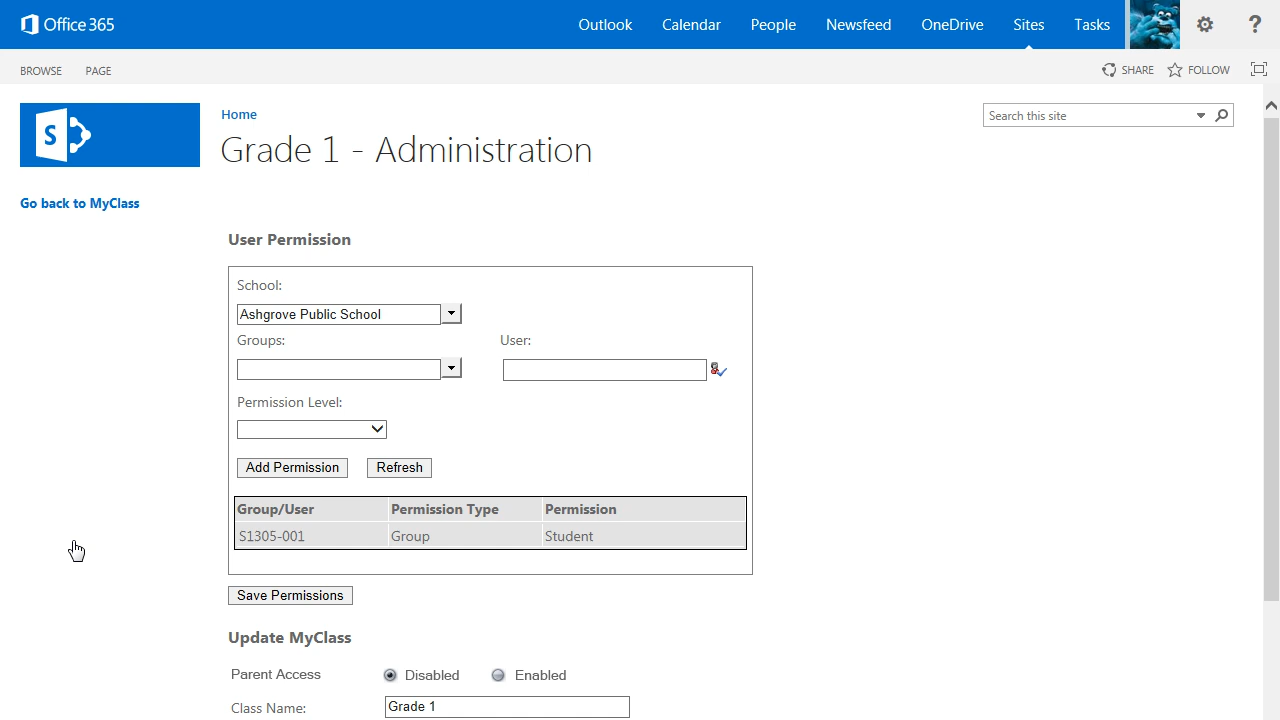 Office 365
Outlook Calendar People Newsfeed OneDrive Sites Tasks ?
BROWSE PAGE SHARE FOLLOW
S
Home
Search this site
Grade 1 - Administration
Go back to MyClass
User Permission
School:
Ashgrove Public School
Groups: User:
Permission Level:
Add Permission Refresh
Group/User Permission Type Permission
S1305-001 Group Student
Save Permissions
Update MyClass
Parent Access Disabled Enabled
Class Name: Grade 1